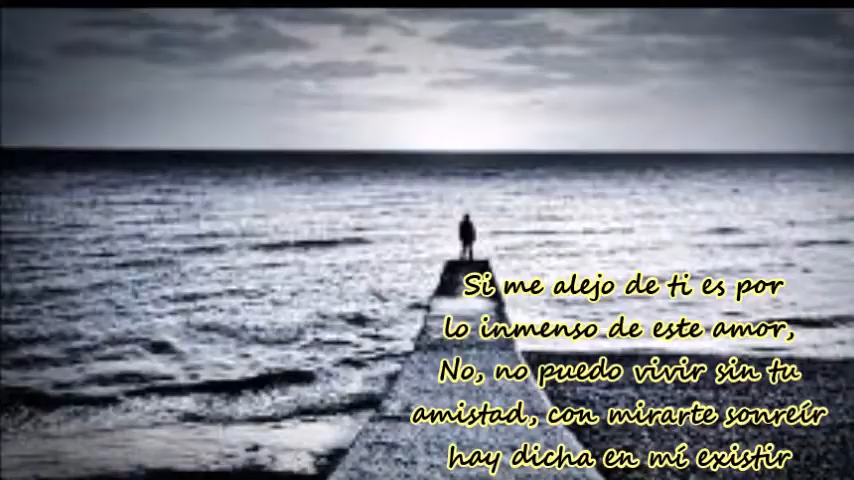 Si me alejo de ti es por
lo inmenso de este amor,
No, no puedo vivir sin tu
amistad, con mirarte sonreír
hay dicha en mí existir